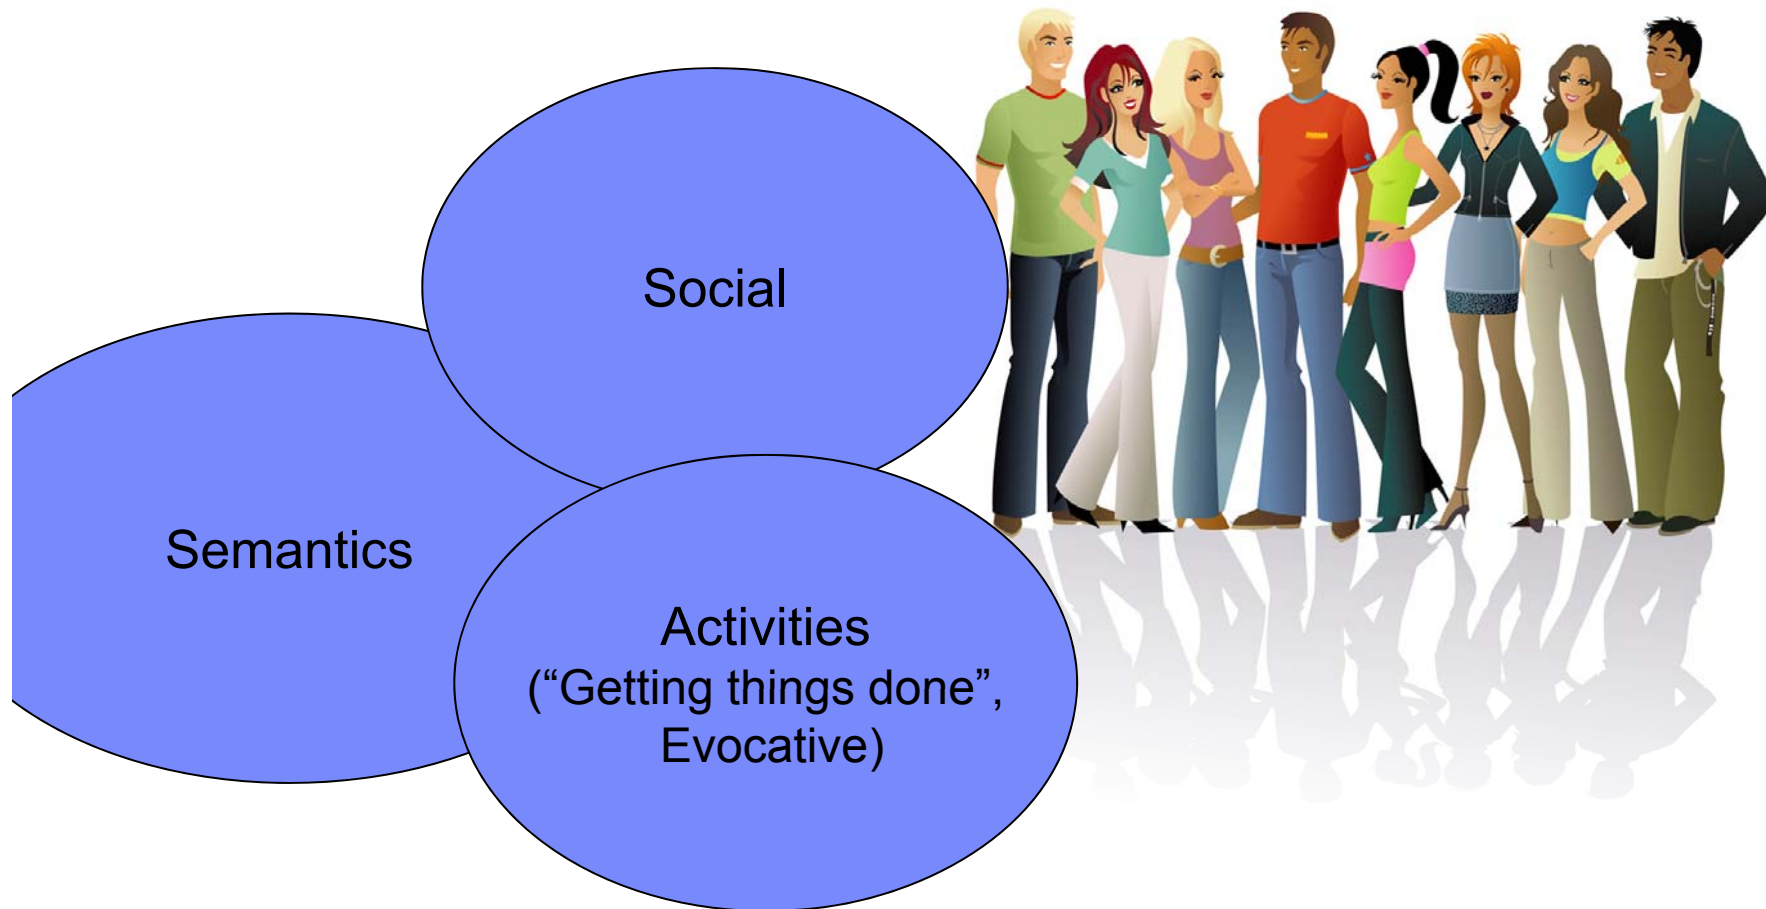 Social
Semantics
Activities
(“Getting things done”,
Evocative)